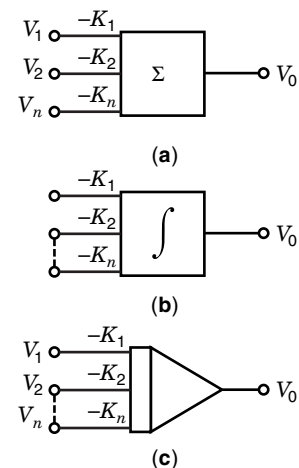 V1 −K1
V2 −K2 Σ V0
Vn −Kn
(a)
−K1
−K2 ∫ V0
−Kn
(b)
V1 −K1
V2 −K2 V0
Vn −Kn
(c)